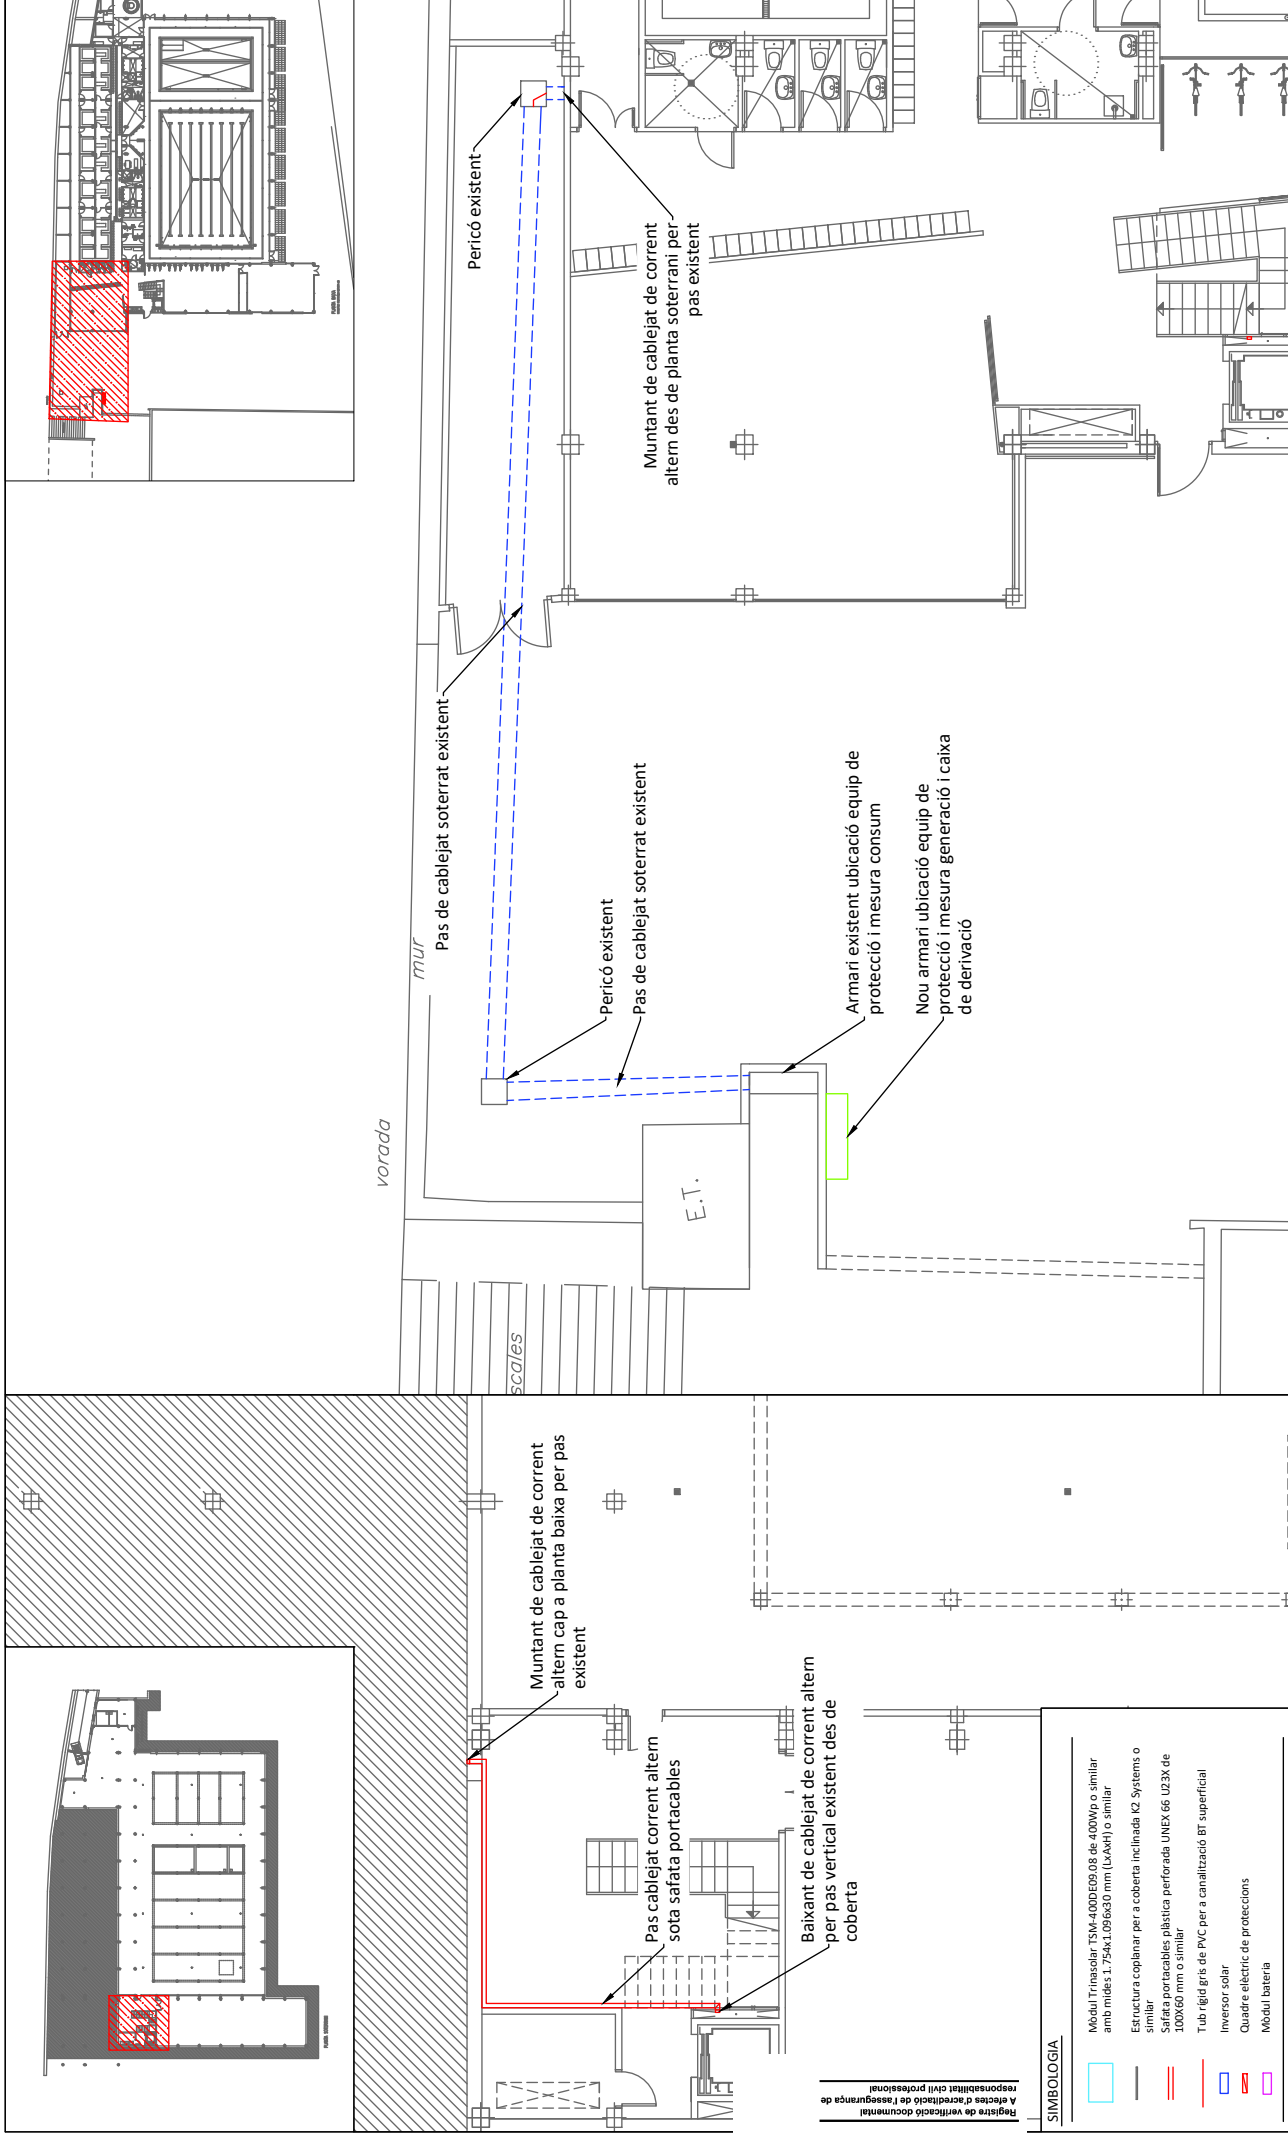 Muntant de cablejat de corrent
altern cap a planta baixa per pas
existent
Pas cablejat corrent altern
sota safata portacables
Baixant de cablejat de corrent altern
per pas vertical existent des de
coberta
Registre de verificació documental
A efectes d'acreditació de l'assegurança de
responsabilitat civil professional
SIMBOLOGIA
Mòdul Trinasolar TSM-400DE09.08 de 400Wp o similar
amb mides 1.754x1.096x30 mm (LxAxH) o similar
Estructura coplanar per a coberta inclinada K2 Systems o
similar
Safata portacables plàstica perforada UNEX 66 U23X de
100X60 mm o similar
Tub rígid gris de PVC per a canalització BT superficial
Inversor solar
Quadre elèctric de proteccions
Mòdul bateria
vorada
mur
scales
E.T.
Pericó existent
Pas de cablejat soterrat existent
Muntant de cablejat de corrent
altern des de planta soterrani per
pas existent
Pericó existent
Pas de cablejat soterrat existent
Armari existent ubicació equip de
protecció i mesura consum
Nou armari ubicació equip de
protecció i mesura generació i caixa
de derivació